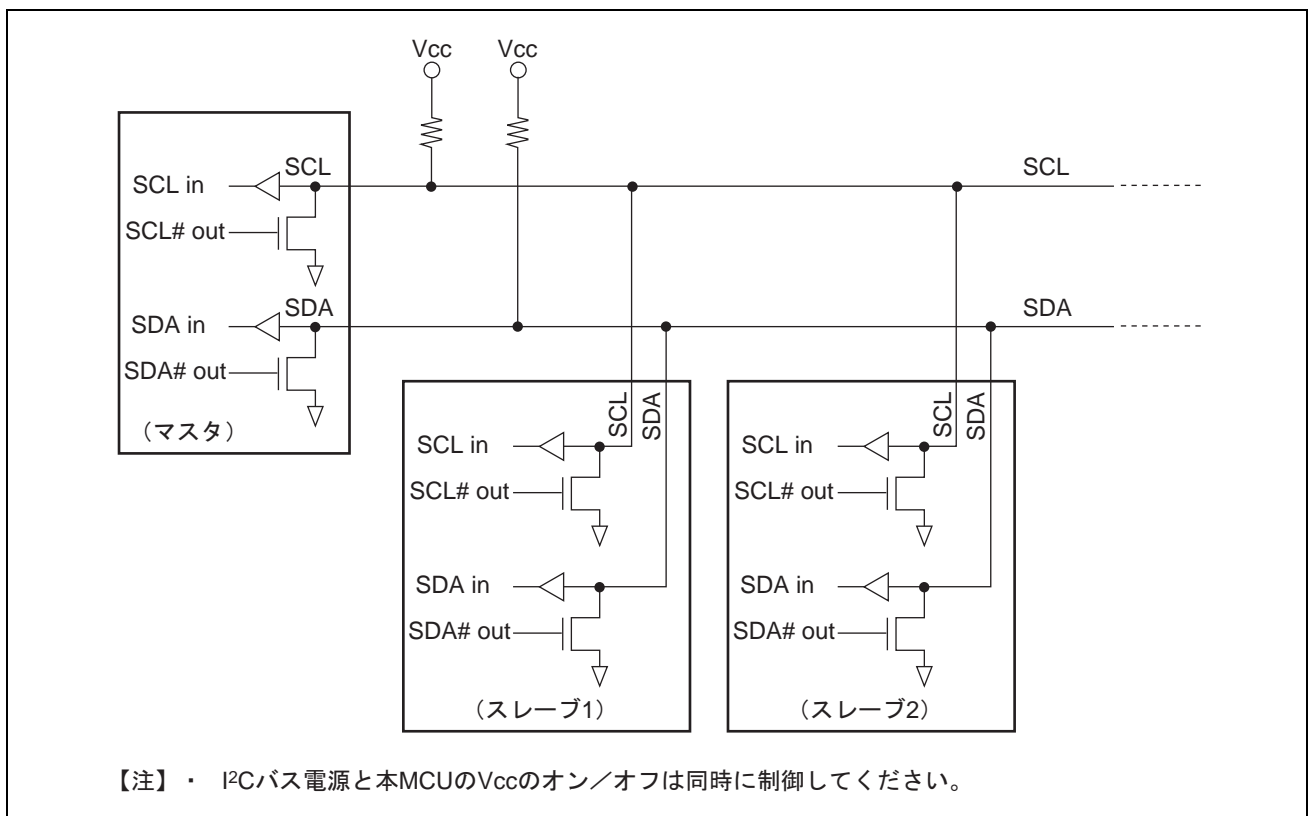 Vcc
Vcc
SCL
SCL in
SCL# out
SDA
SDA in
SDA# out
（マスタ）
SCL
SDA
SCL
SDA
SCL in
SCL# out
SDA in
SDA# out
（スレーブ1）
SCL
SDA
SCL in
SCL# out
SDA in
SDA# out
（スレーブ2）
【注】・ I²Cバス電源と本MCUのVccのオン／オフは同時に制御してください。